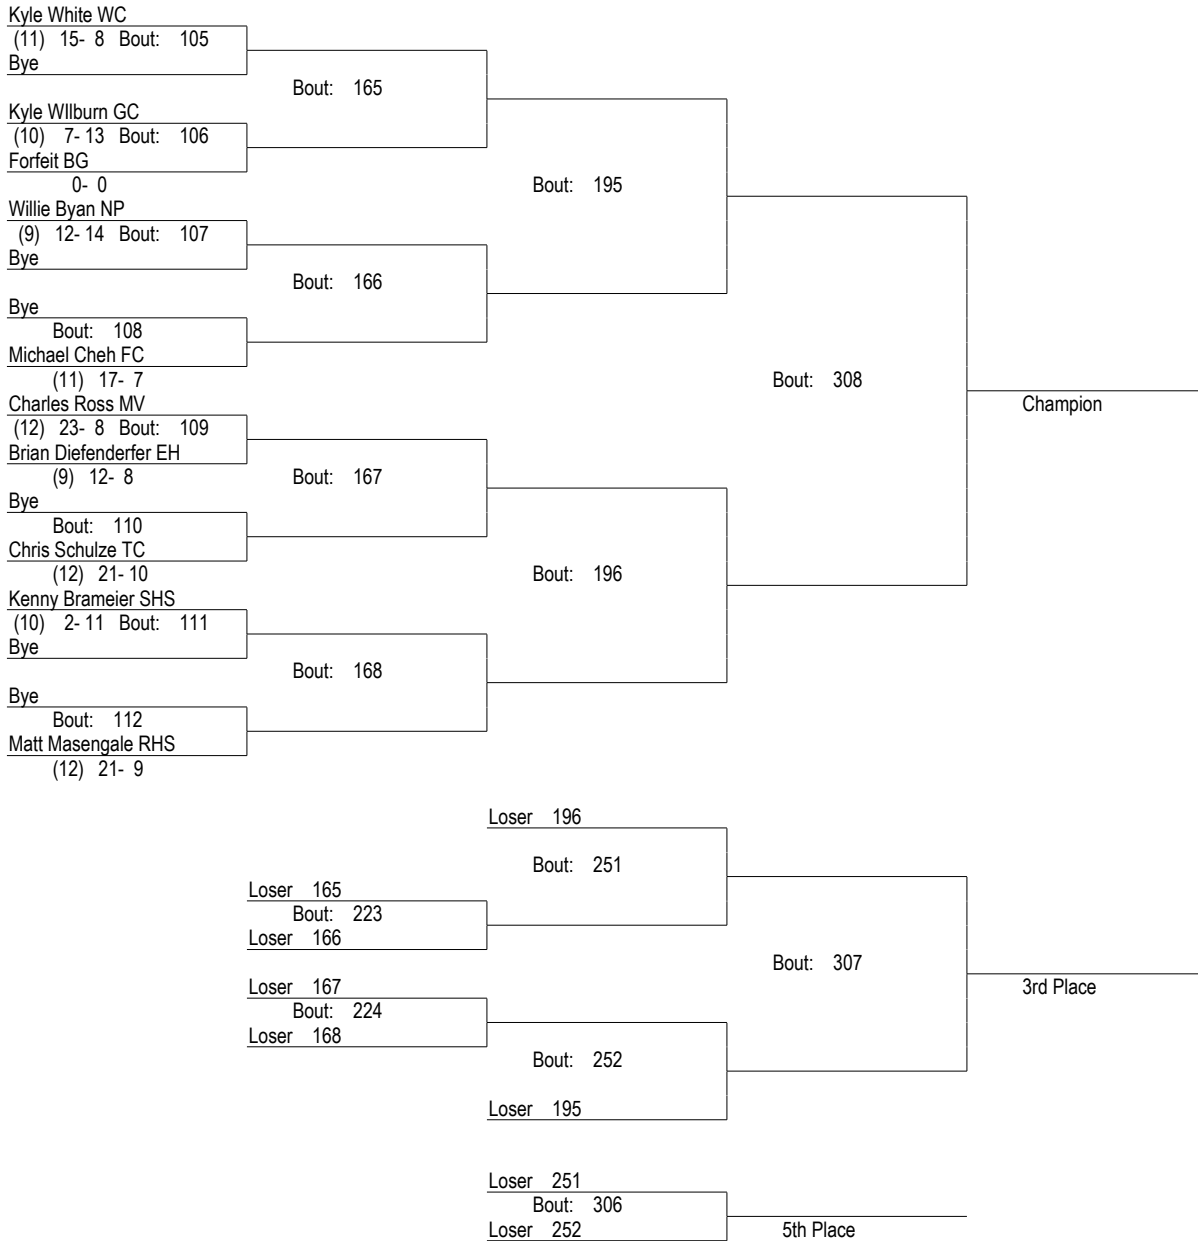 Kyle White WC
(11) 15- 8 Bout: 105
Bye
Bout: 165
Kyle WIlburn GC
(10) 7- 13 Bout: 106
Forfeit BG
0- 0
Bout: 195
Willie Byan NP
(9) 12- 14 Bout: 107
Bye
Bout: 166
Bye
Bout: 108
Michael Cheh FC
(11) 17- 7
Bout: 308
Champion
Charles Ross MV
(12) 23- 8 Bout: 109
Brian Diefenderfer EH
(9) 12- 8
Bout: 167
Bye
Bout: 110
Chris Schulze TC
(12) 21- 10
Bout: 196
Kenny Brameier SHS
(10) 2- 11 Bout: 111
Bye
Bout: 168
Bye
Bout: 112
Matt Masengale RHS
(12) 21- 9
Loser 196
Bout: 251
Loser 165
Bout: 223
Loser 166
Bout: 307
3rd Place
Loser 167
Bout: 224
Loser 168
Bout: 252
Loser 195
Loser 251
Bout: 306
Loser 252
5th Place